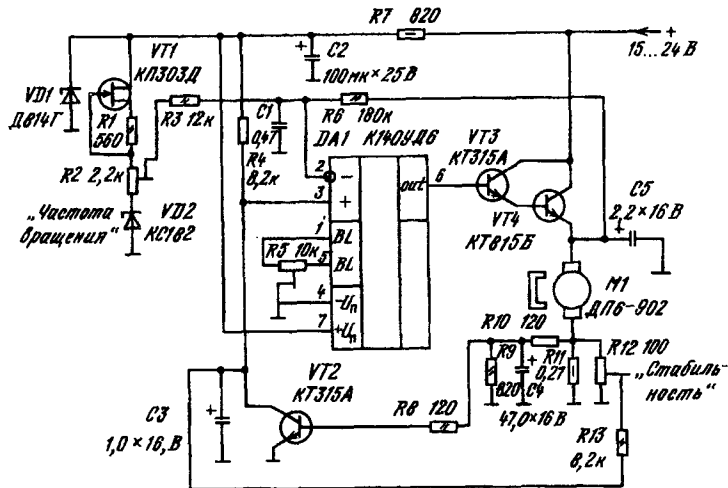 R7 820
+
15...24 В
VT1
КП303Д
+ C2
100мк×25В
VD1
Д814Г
R1
560
R3 12к
C1
0,47
R6 180к
R4
8,2к
DA1 К140УД6
VT3
КТ315А
R2 2,2к
2 –
3 +
out 6
VT4
КТ815Б
C5
+
2,2×16В
„Частота
вращения“
VD2
КС182
1 BL
R5 10к
5 BL
4 -Uп
7 +Uп
M1
ДП6-902
R10 120
VT2
КТ315А
R9
820
+
C4
47,0×16В
R11
0,27
R12 100
„Стабиль-
ность“
C3
+
1,0×16,В
R8 120
R13
8,2к